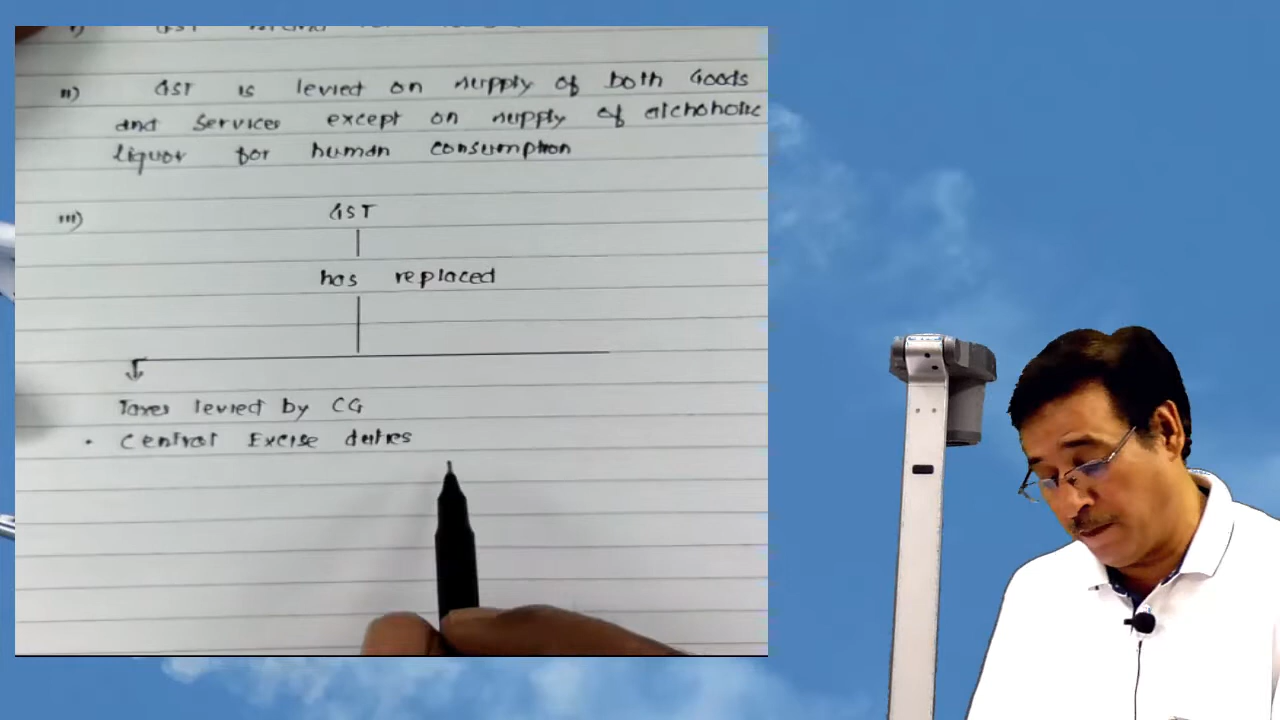 GST
ii) GST is levied on supply of both Goods
and Services except on supply of alchoholic
liquor for human consumption
iii) GST
has replaced
Taxes levied by CG
• Central Excise duties